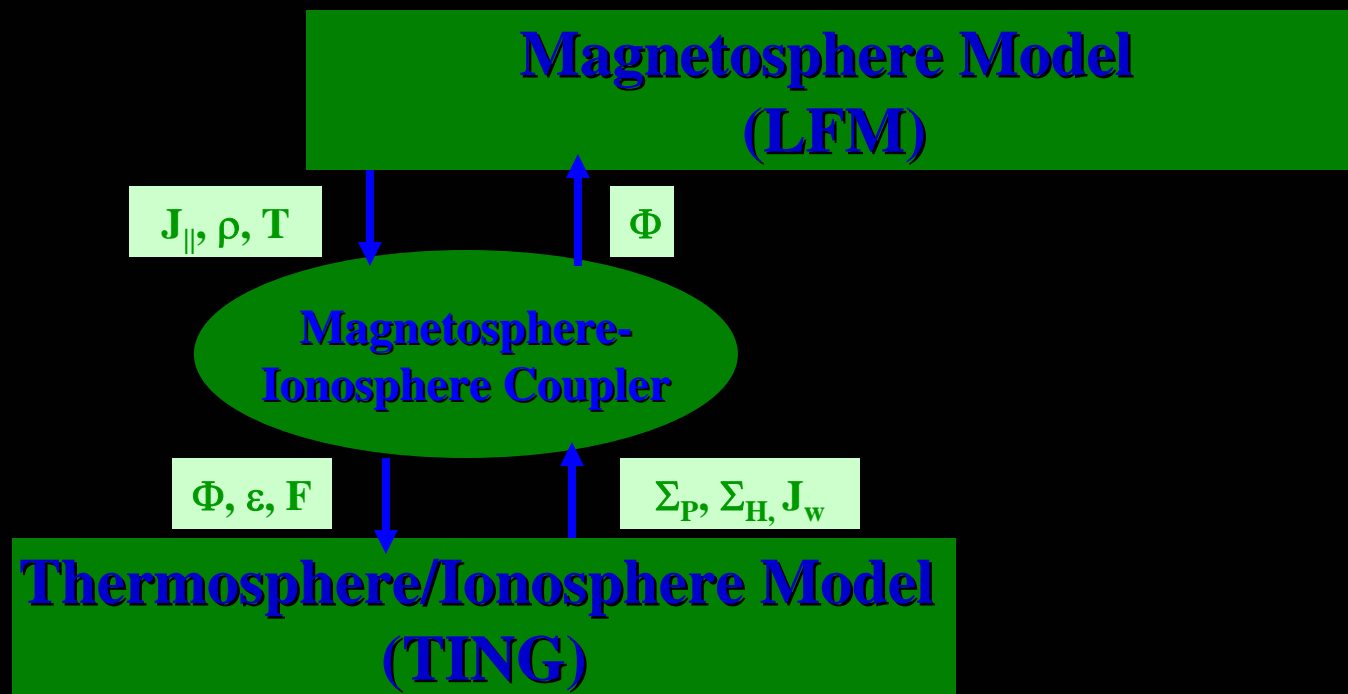 Magnetosphere Model
(LFM)
J||, ρ, T
Φ
Magnetosphere-
Ionosphere Coupler
Φ, ε, F
ΣP, ΣH, Jw
Thermosphere/Ionosphere Model
(TING)